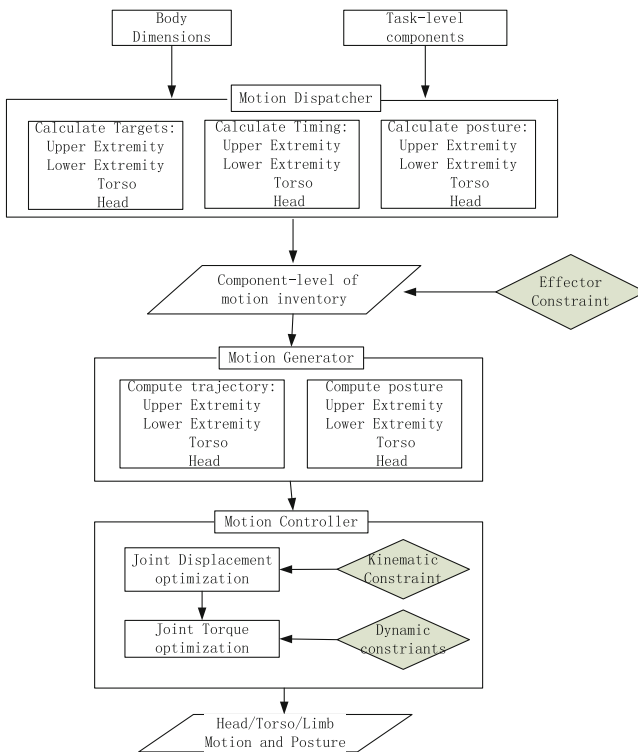 Body
Dimensions
Task-level
components
Motion Dispatcher
Calculate Targets:
Upper Extremity
Lower Extremity
Torso
Head
Calculate Timing:
Upper Extremity
Lower Extremity
Torso
Head
Calculate posture:
Upper Extremity
Lower Extremity
Torso
Head
Component-level of
motion inventory
Effector
Constraint
Motion Generator
Compute trajectory:
Upper Extremity
Lower Extremity
Torso
Head
Compute posture
Upper Extremity
Lower Extremity
Torso
Head
Motion Controller
Joint Displacement
optimization
Kinematic
Constraint
Joint Torque
optimization
Dynamic
constriants
Head/Torso/Limb
Motion and Posture